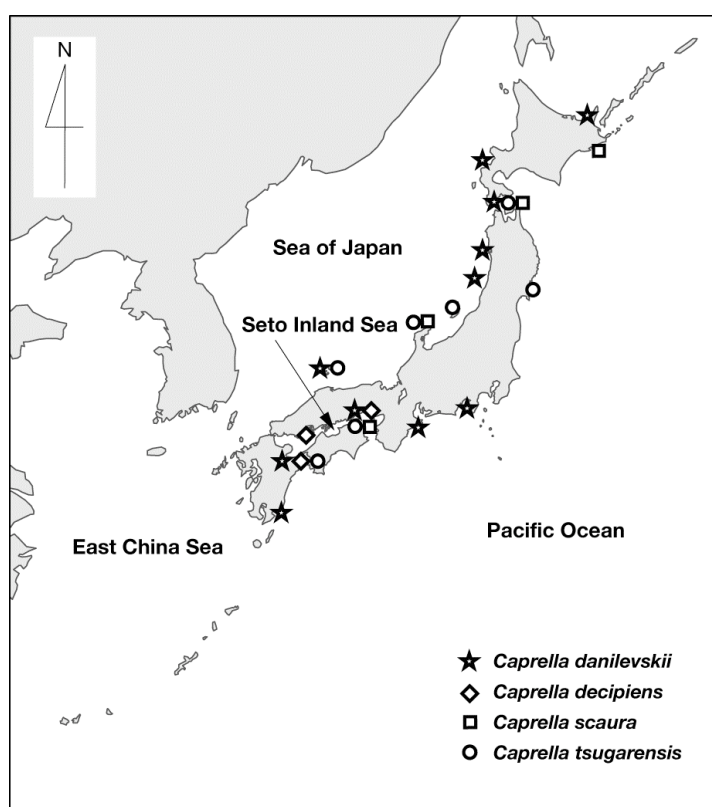 N
Sea of Japan
Seto Inland Sea
East China Sea
Pacific Ocean
Caprella danilevskii
Caprella decipiens
Caprella scaura
Caprella tsugarensis